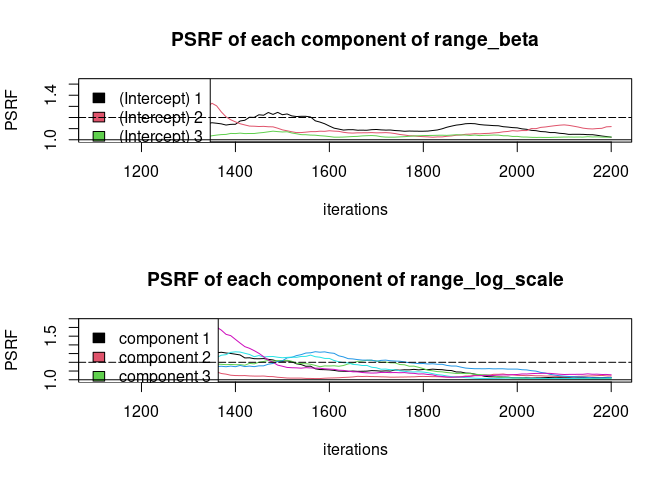 PSRF of each component of range_beta
PSRF
1.4
1.0
(Intercept) 1
(Intercept) 2
(Intercept) 3
1200 1400 1600 1800 2000 2200
iterations
PSRF of each component of range_log_scale
PSRF
1.5
1.0
component 1
component 2
component 3
1200 1400 1600 1800 2000 2200
iterations